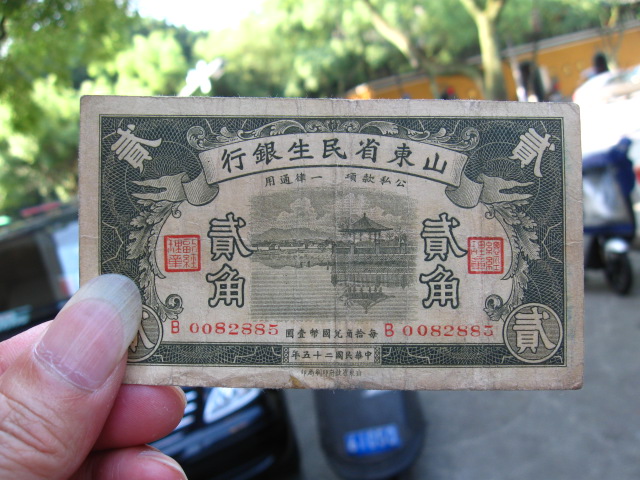 貳
貳
山東省民生銀行
公私款項 一律通用
貳角
貳角
B 0082885
每拾角兌國幣壹圓
B 0082885
貳
中華民國二十五年